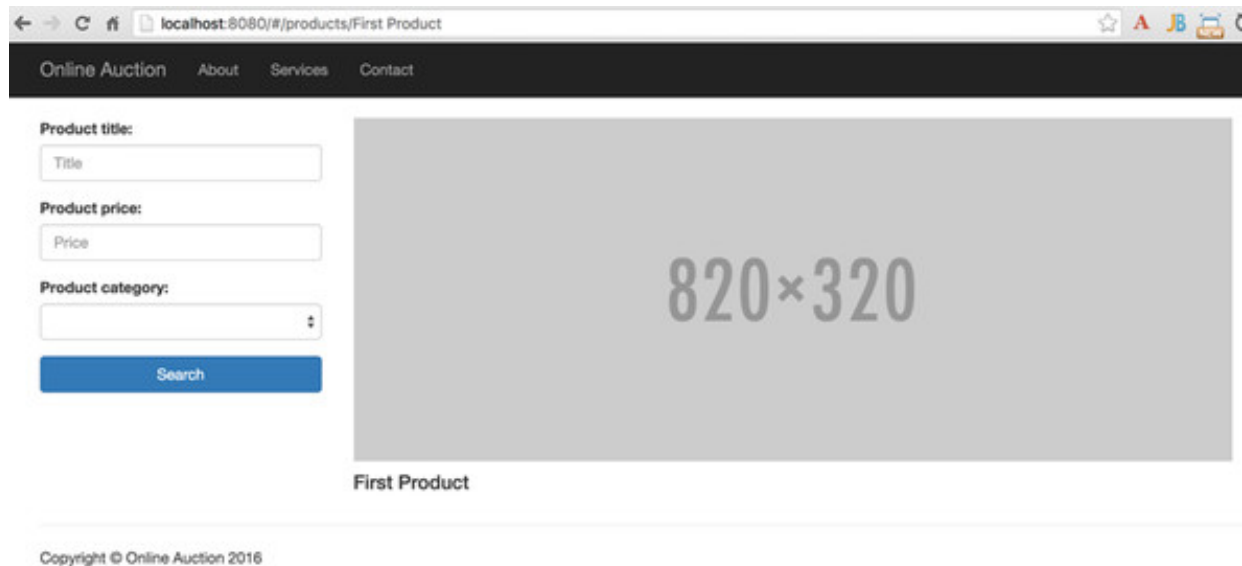 localhost:8080/#/products/First Product
A JB
Online Auction About Services Contact
Product title:
Title
Product price:
Price
Product category:
Search
820×320
First Product
Copyright © Online Auction 2016